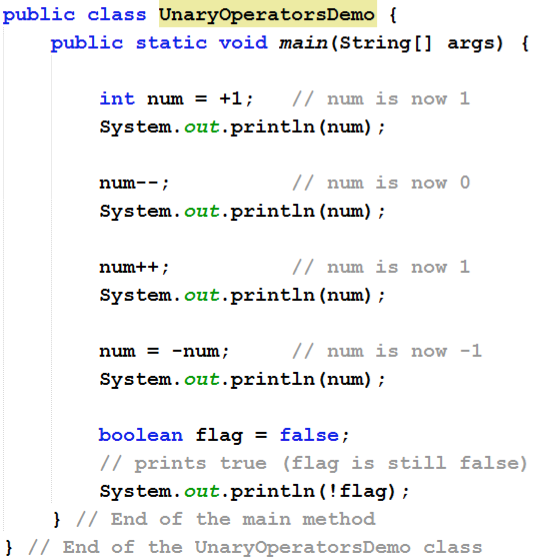 public class UnaryOperatorsDemo {
    public static void main(String[] args) {

        int num = +1;   // num is now 1
        System.out.println(num);

        num--;          // num is now 0
        System.out.println(num);

        num++;          // num is now 1
        System.out.println(num);

        num = -num;     // num is now -1
        System.out.println(num);

        boolean flag = false;
        // prints true (flag is still false)
        System.out.println(!flag);
    } // End of the main method
} // End of the UnaryOperatorsDemo class